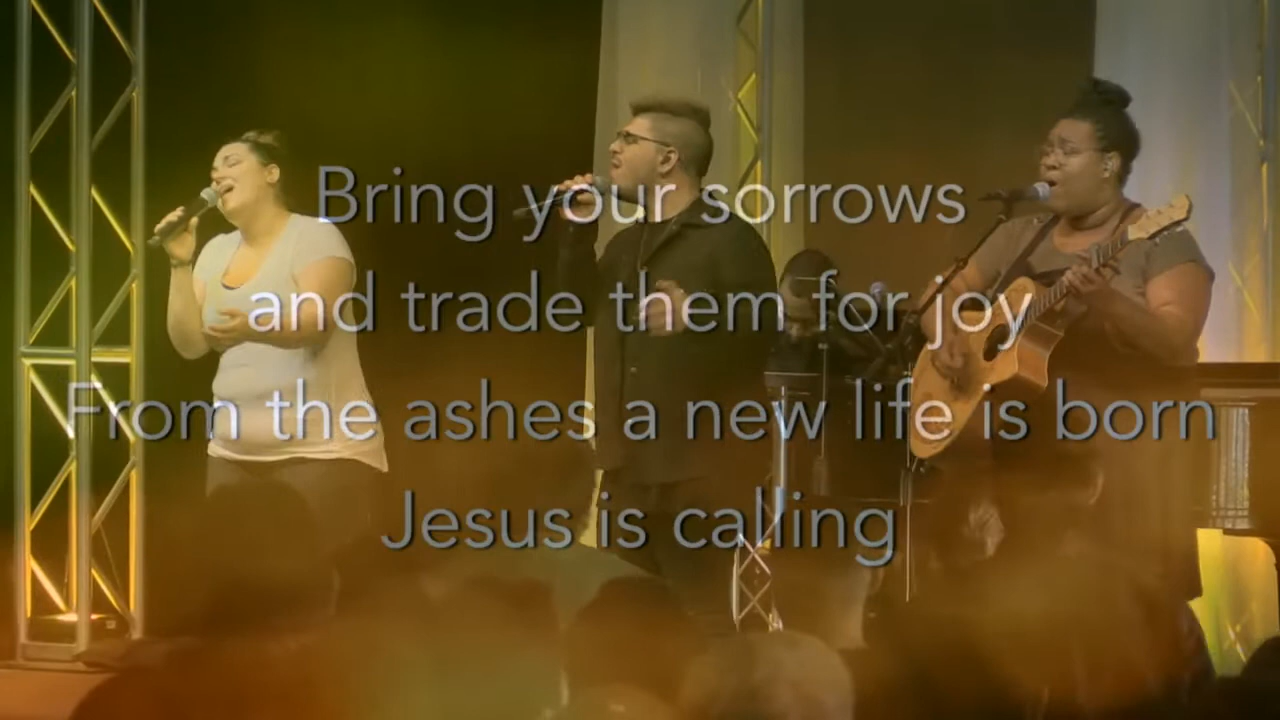 Bring your sorrows
and trade them for joy
From the ashes a new life is born
Jesus is calling